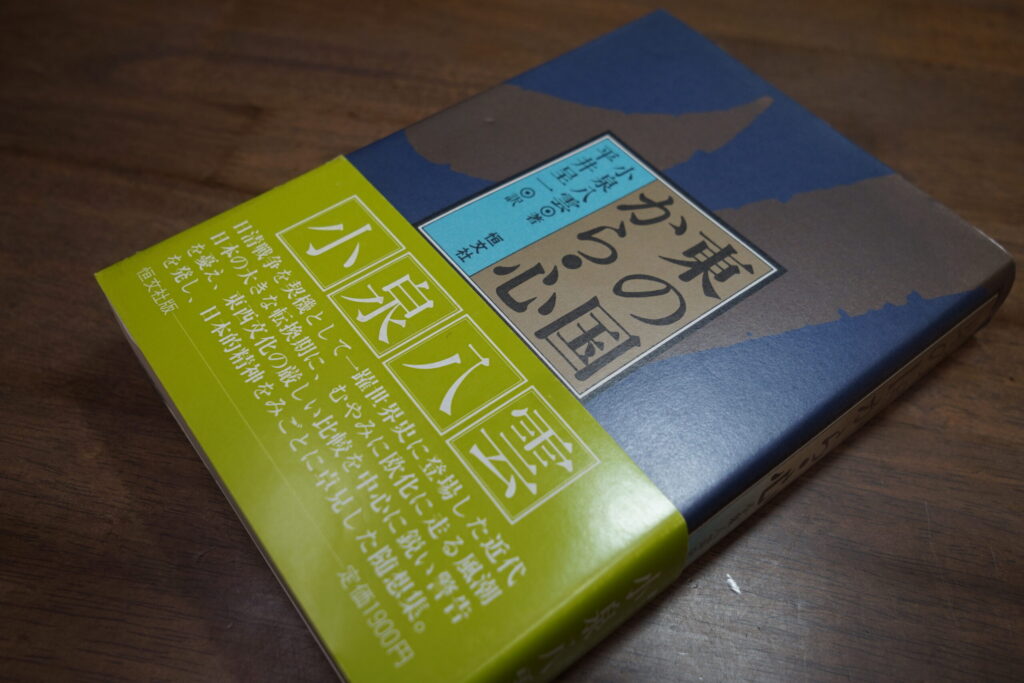 東の国
から・心
小泉八雲◎著
平井呈一◎訳
恒文社
小泉八雲
日清戦争を契機として一躍世界史に登場した近代
日本の大きな転換期に、むやみに欧化に走る風潮
を憂え、東西文化の厳しい比較を中心に鋭い警告
を発し、日本的精神をみごとに卓見した随想集。
恒文社版
定価1900円